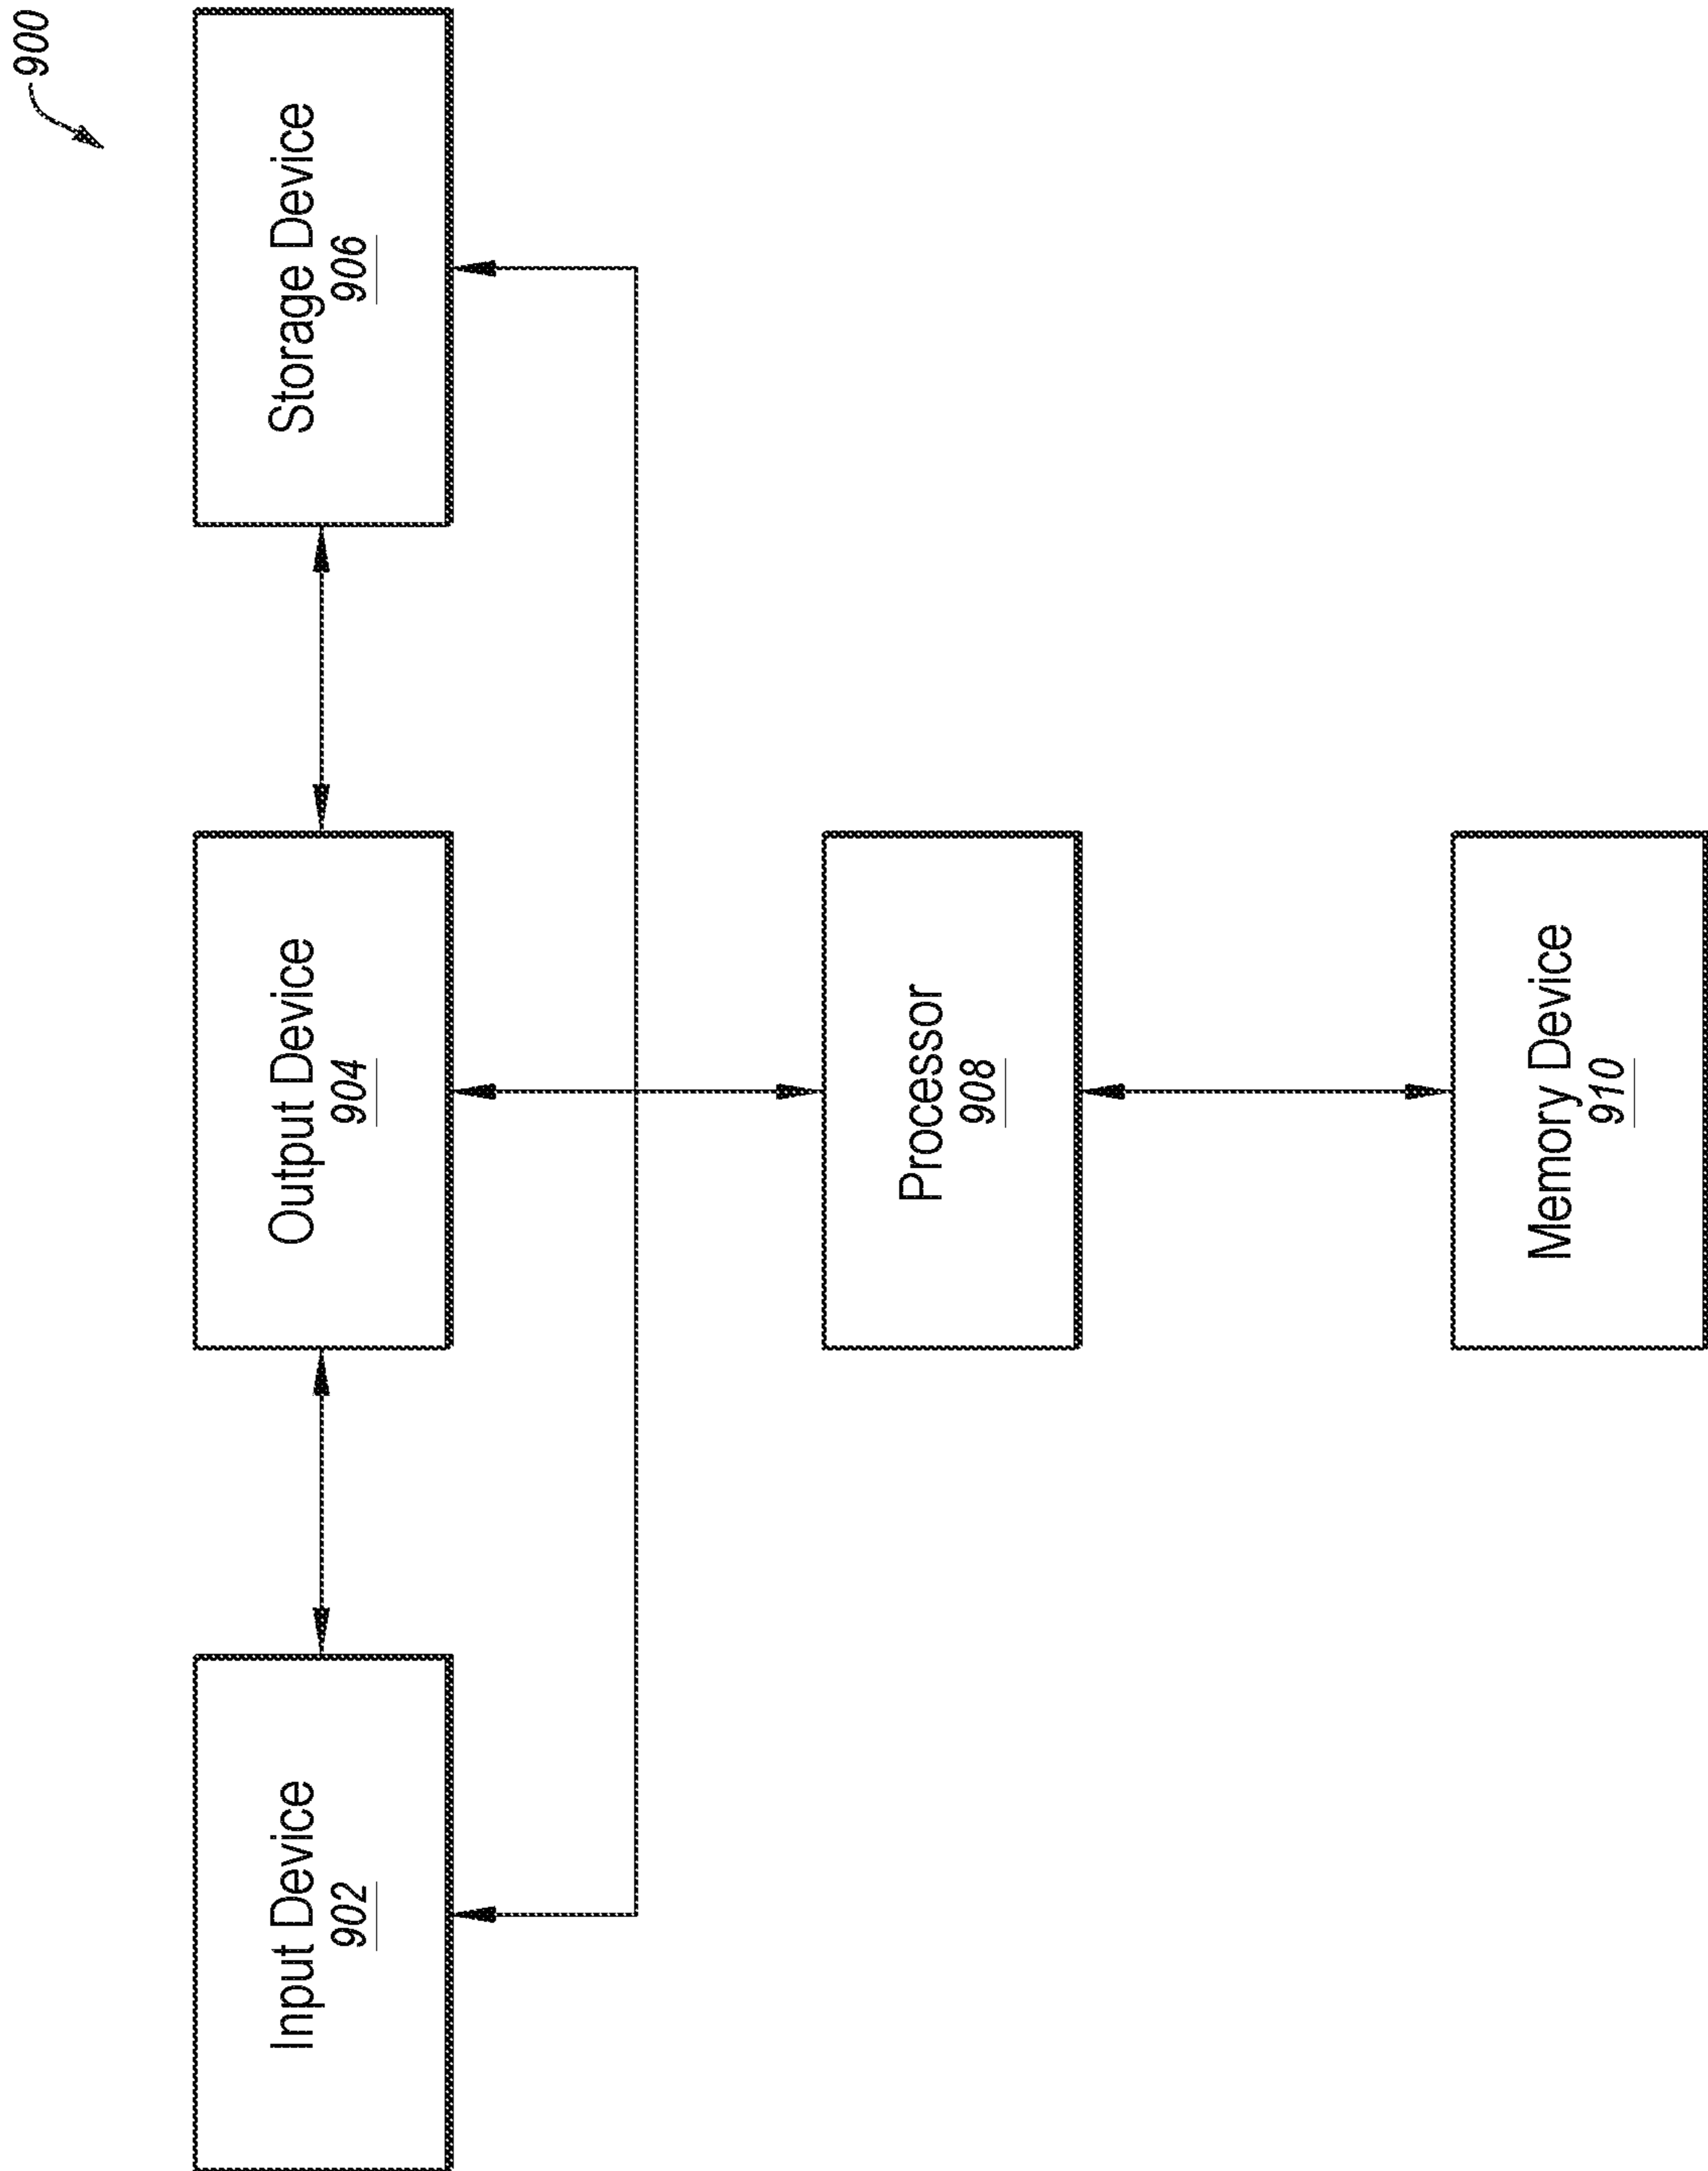 900
Input Device
902
Output Device
904
Storage Device
906
Processor
908
Memory Device
910